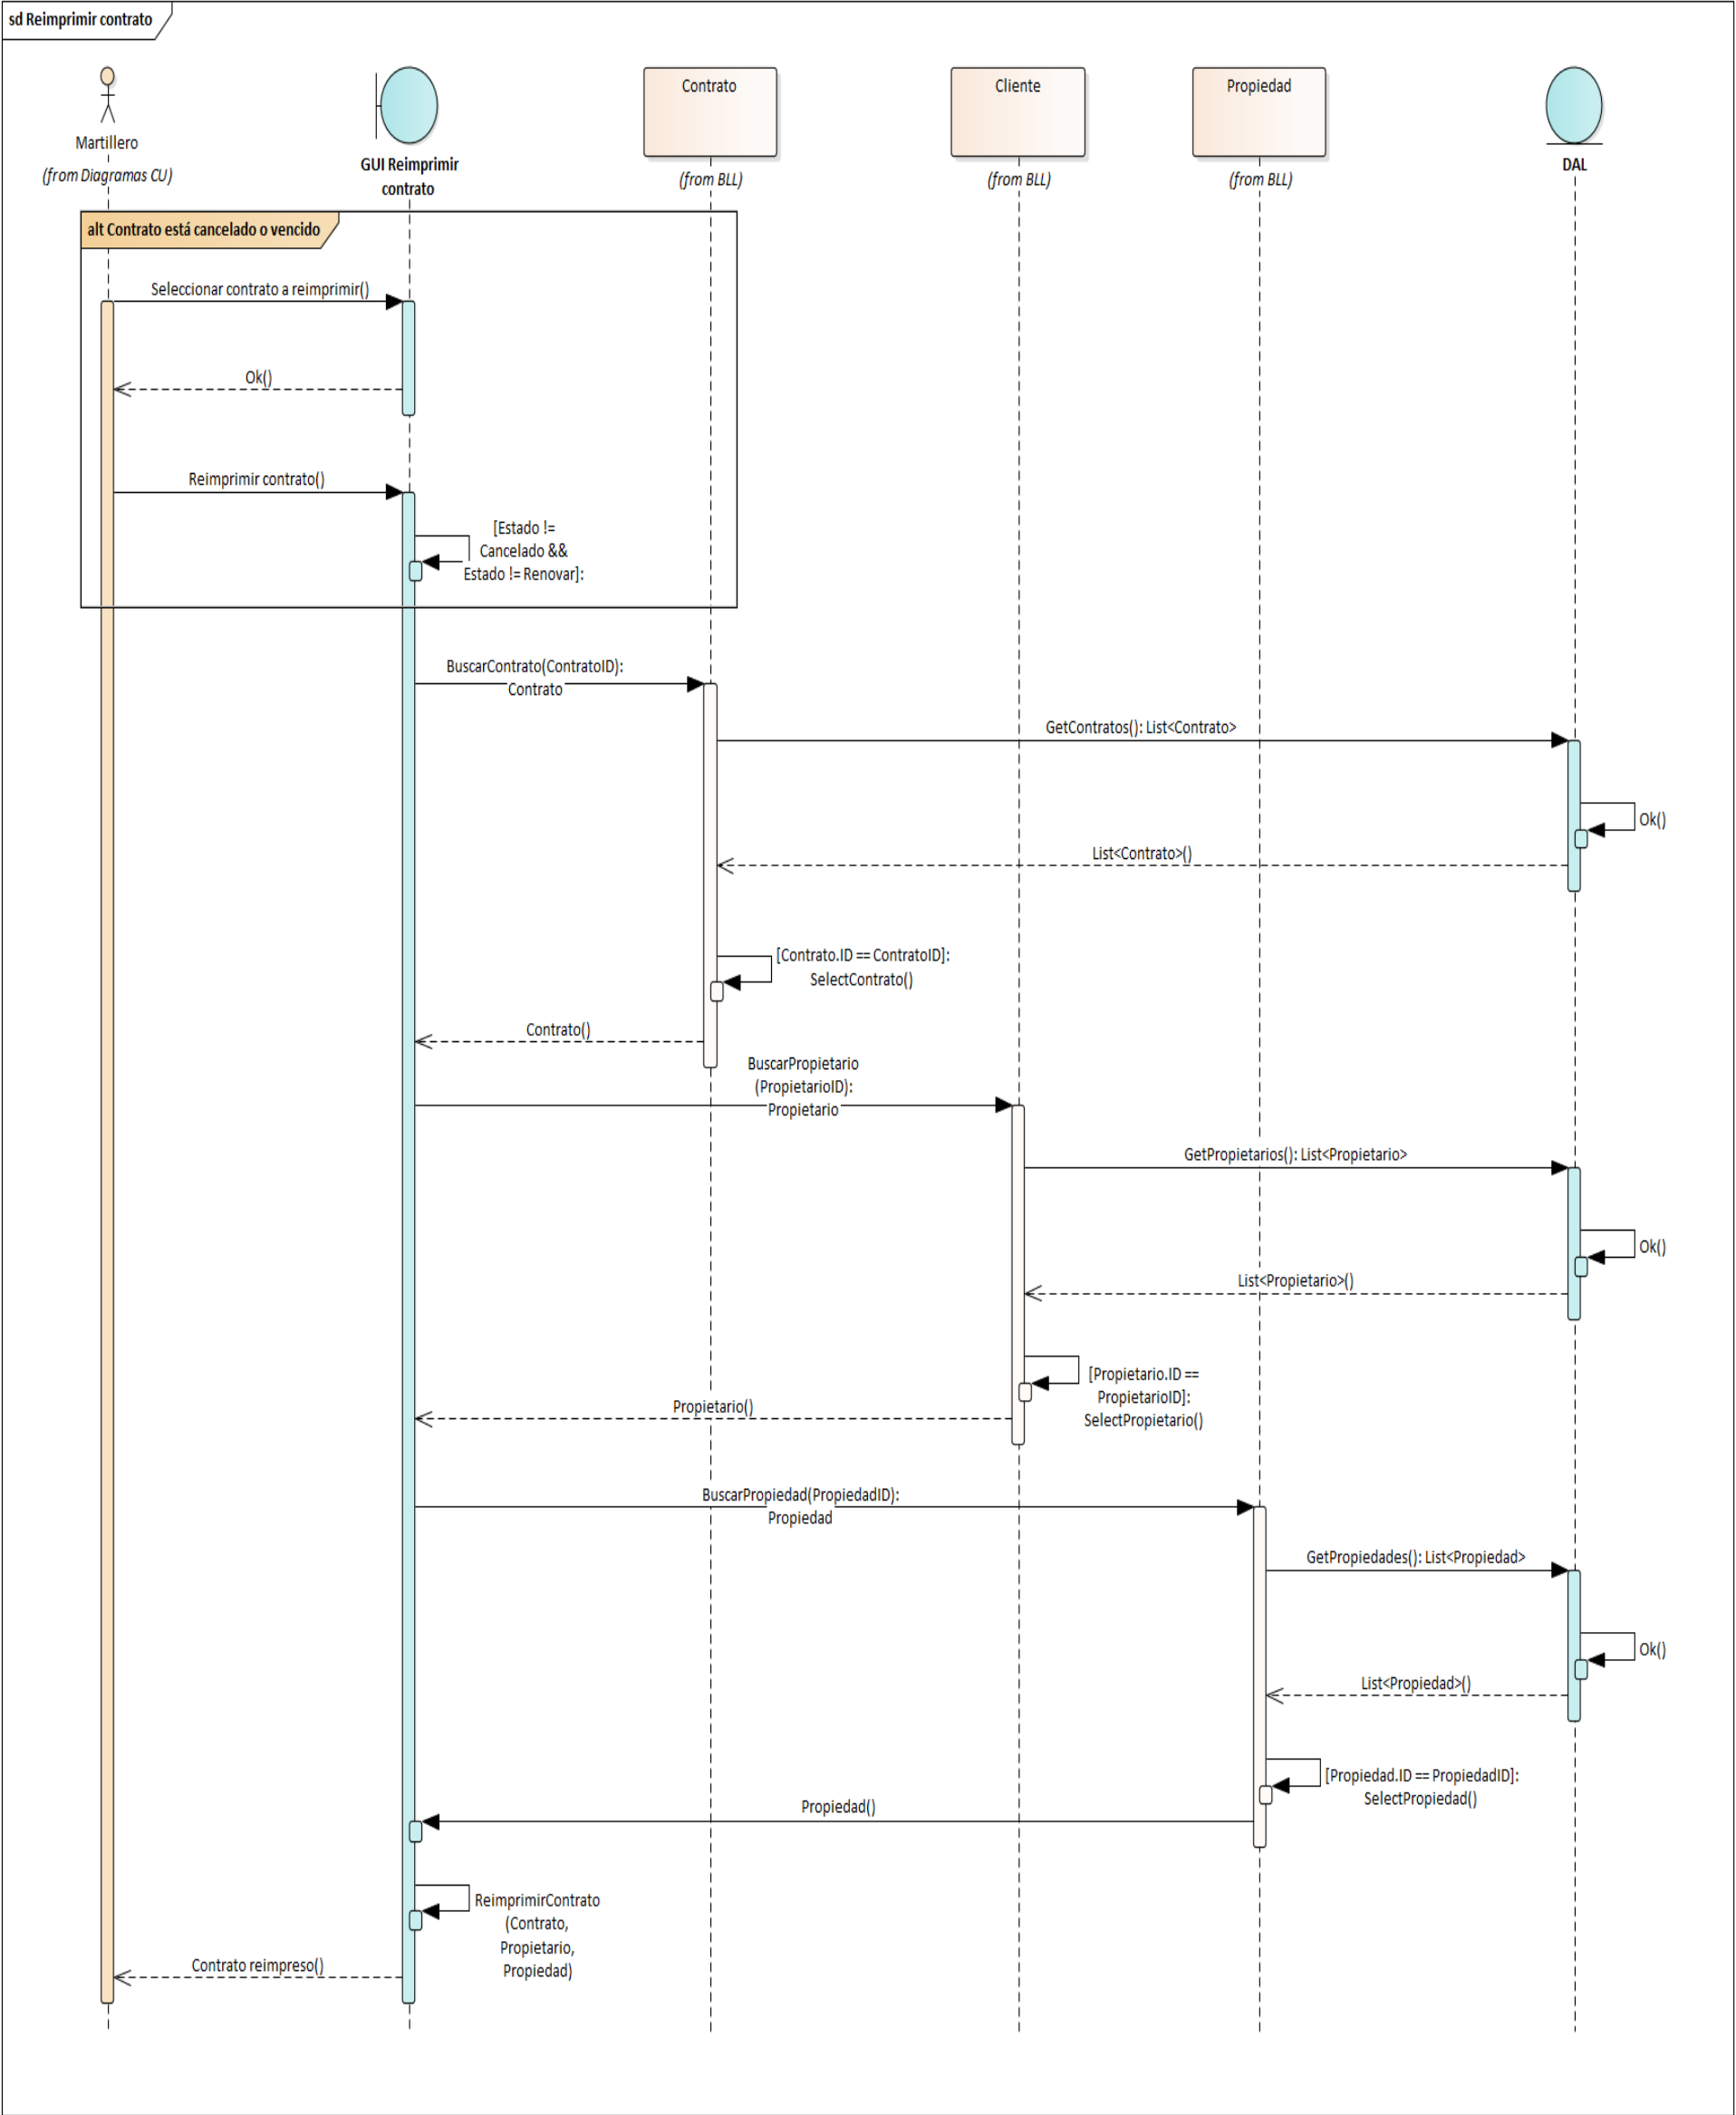 sd Reimprimir contrato
Martillero
(from Diagramas CU)
GUI Reimprimir
contrato
Contrato
(from BLL)
Cliente
(from BLL)
Propiedad
(from BLL)
DAL
alt Contrato está cancelado o vencido
Seleccionar contrato a reimprimir()
Ok()
Reimprimir contrato()
[Estado !=
Cancelado &&
Estado != Renovar]:
BuscarContrato(ContratoID):
Contrato
GetContratos(): List<Contrato>
Ok()
List<Contrato>()
[Contrato.ID == ContratoID]:
SelectContrato()
Contrato()
BuscarPropietario
(PropietarioID):
Propietario
GetPropietarios(): List<Propietario>
Ok()
List<Propietario>()
[Propietario.ID ==
PropietarioID]:
SelectPropietario()
Propietario()
BuscarPropiedad(PropiedadID):
Propiedad
GetPropiedades(): List<Propiedad>
Ok()
List<Propiedad>()
[Propiedad.ID == PropiedadID]:
SelectPropiedad()
Propiedad()
ReimprimirContrato
(Contrato,
Propietario,
Propiedad)
Contrato reimpreso()